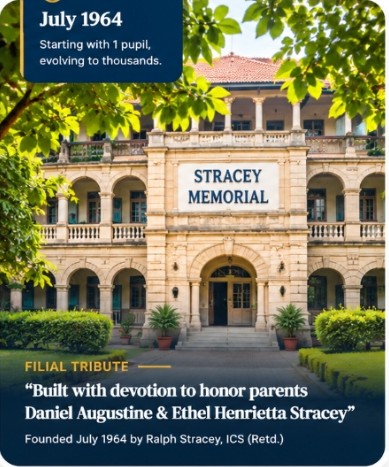 July 1964
Starting with 1 pupil,
evolving to thousands.
STRACEY
MEMORIAL
FILIAL TRIBUTE
“Built with devotion to honor parents
Daniel Augustine & Ethel Henrietta Stracey”
Founded July 1964 by Ralph Stracey, ICS (Retd.)